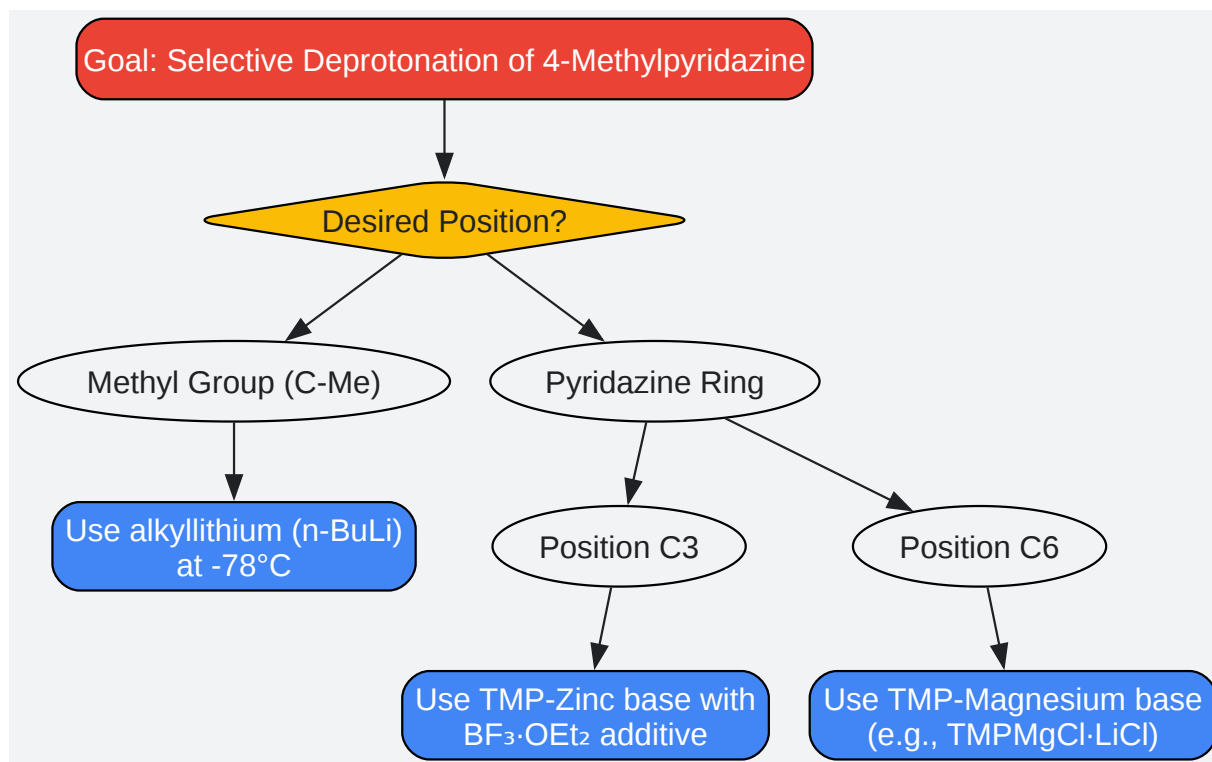 Goal: Selective Deprotonation of 4-Methylpyridazine
Desired Position?
Methyl Group (C-Me)
Pyridazine Ring
Use alkyllithium (n-BuLi)
at -78°C
Position C3
Position C6
Use TMP-Zinc base with
BF₃·OEt₂ additive
Use TMP-Magnesium base
(e.g., TMPMgCl·LiCl)